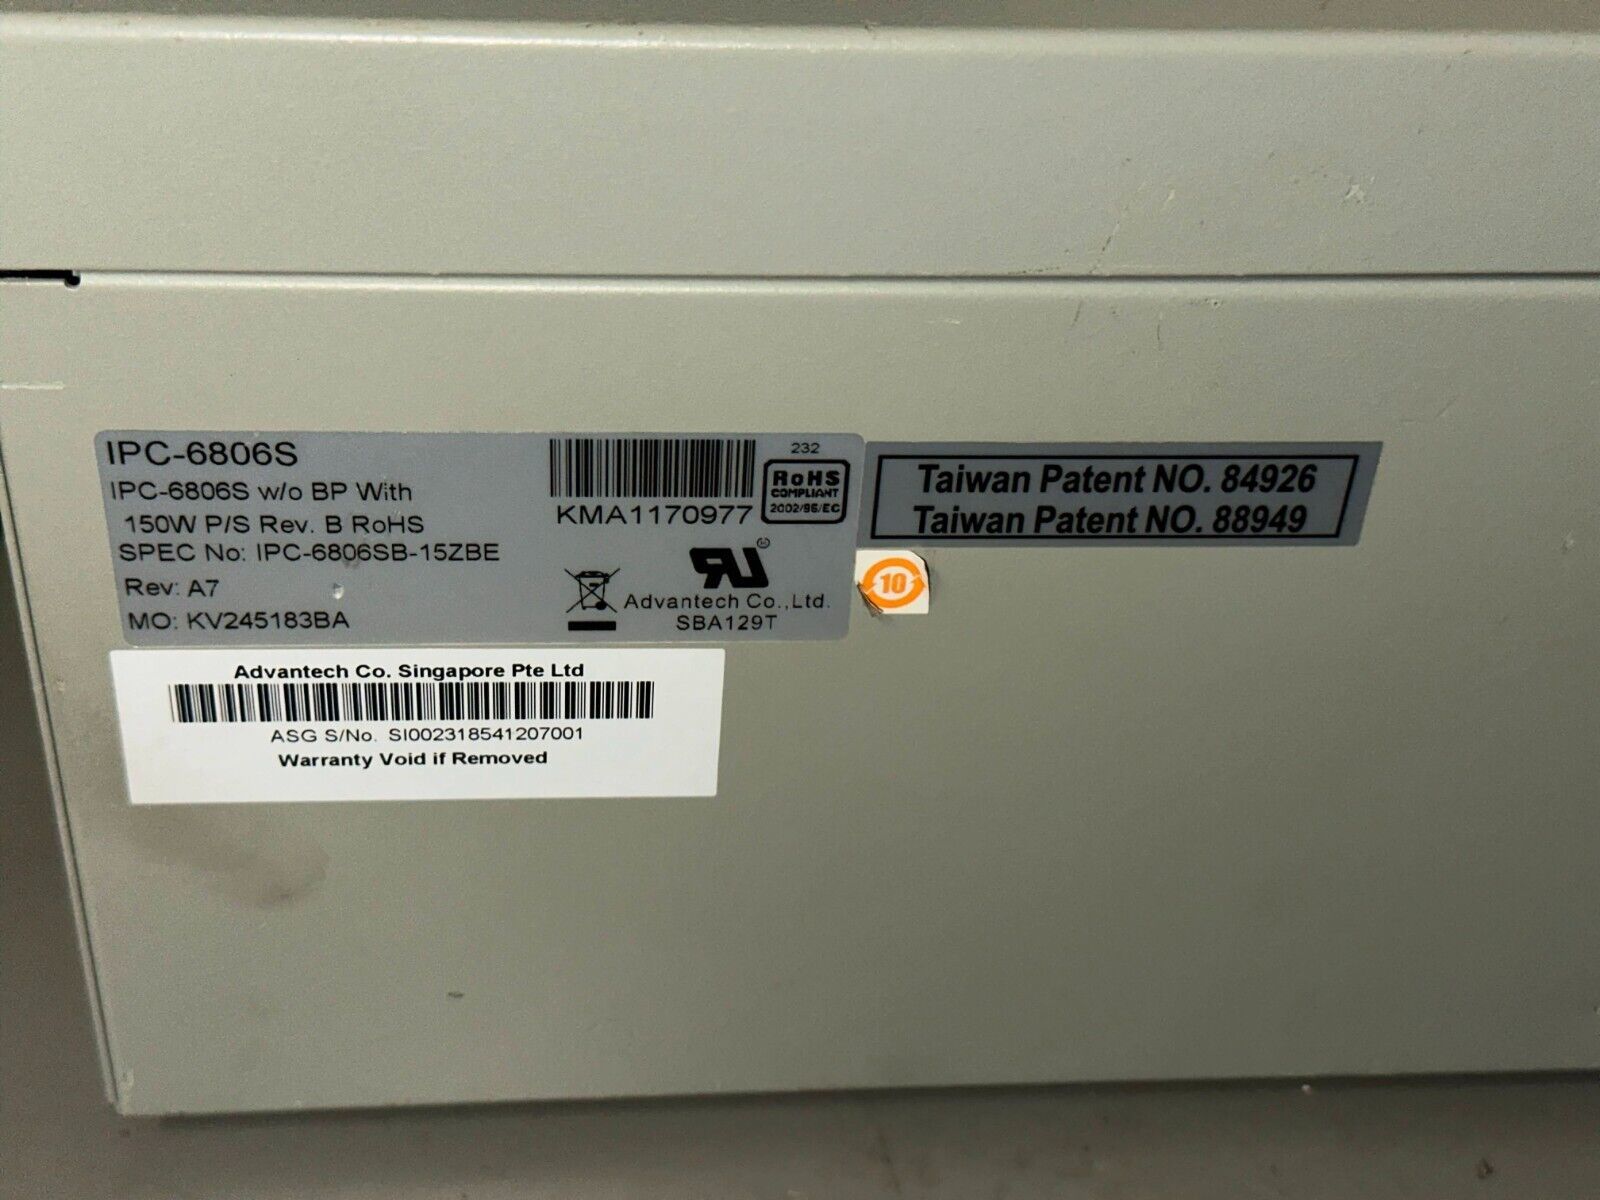 IPC-6806S
IPC-6806S w/o BP With
150W P/S Rev. B RoHS
SPEC No: IPC-6806SB-15ZBE
Rev: A7
MO: KV245183BA
KMA1170977
232
RoHS
COMPLIANT
2002/95/EC
RU
®
Advantech Co.,Ltd.
SBA129T
Taiwan Patent NO. 84926
Taiwan Patent NO. 88949
10
Advantech Co. Singapore Pte Ltd
ASG S/No. SI002318541207001
Warranty Void if Removed